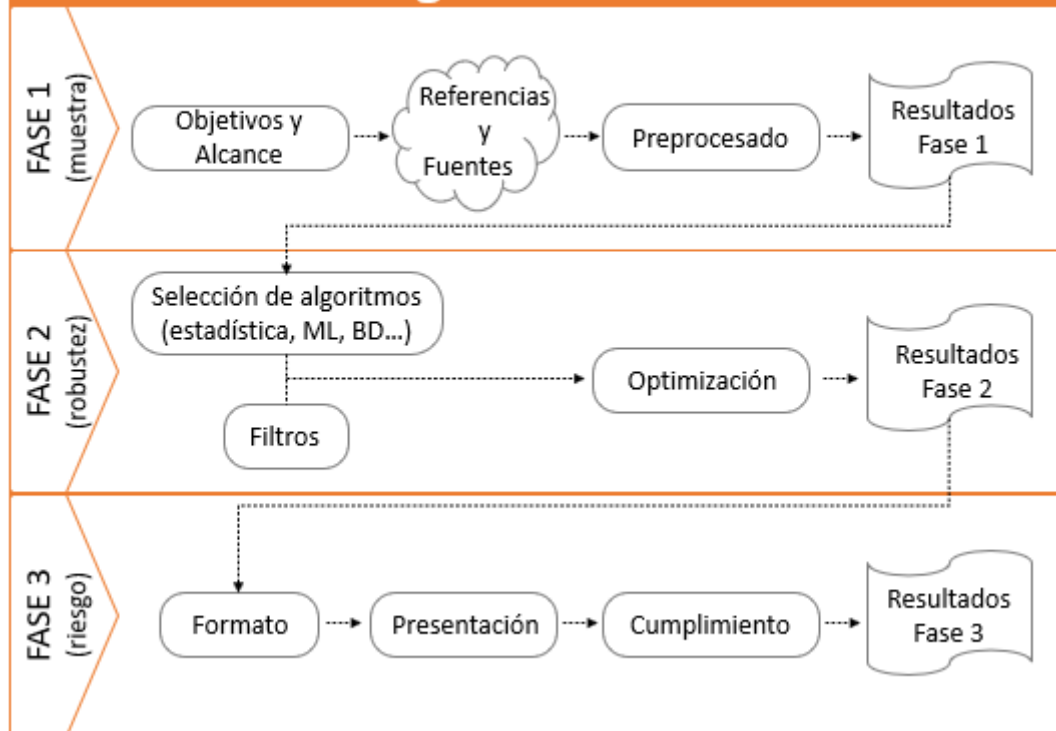 FASE 1
(muestra)
Objetivos y
Alcance
Referencias
y
Fuentes
Preprocesado
Resultados
Fase 1
FASE 2
(robustez)
Selección de algoritmos
(estadística, ML, BD...)
Filtros
Optimización
Resultados
Fase 2
FASE 3
(riesgo)
Formato
Presentación
Cumplimiento
Resultados
Fase 3